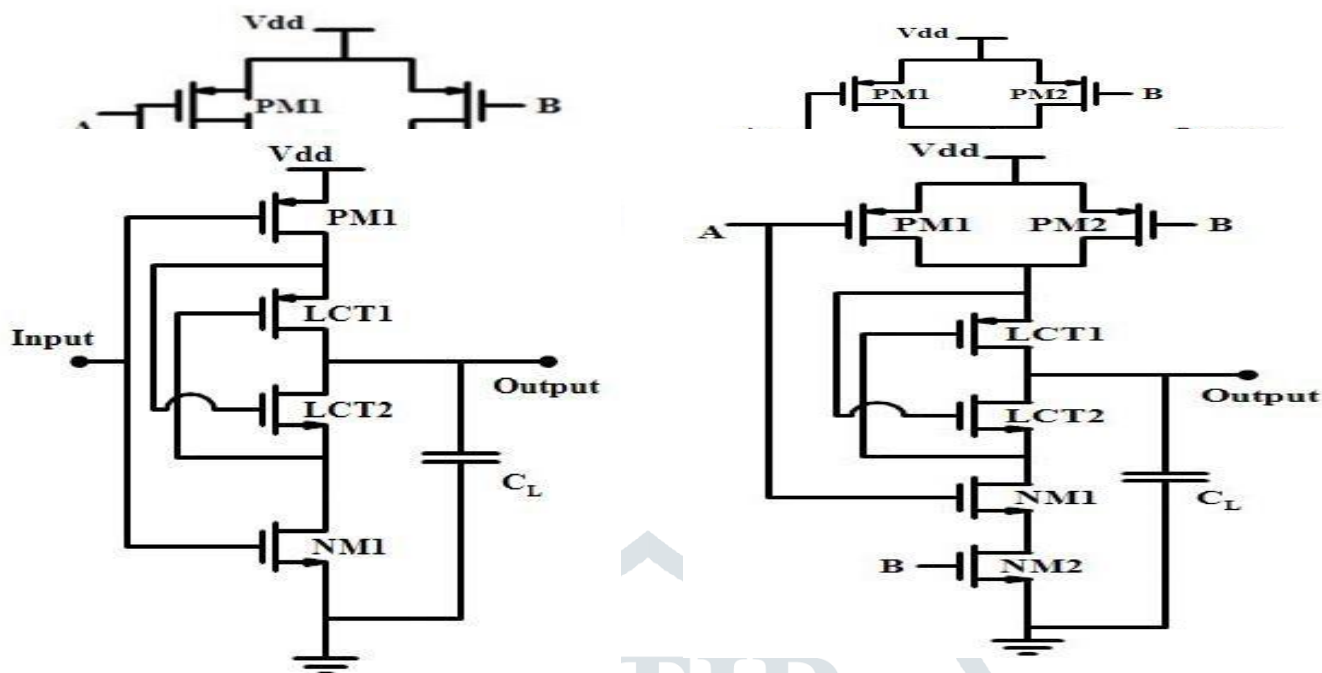 Vdd
PM1
B
A
Vdd
PM1
PM2
B
Vdd
PM1
LCT1
Input
Output
LCT2
CL
NM1
Vdd
A
PM1
PM2
B
LCT1
Output
LCT2
CL
NM1
B
NM2